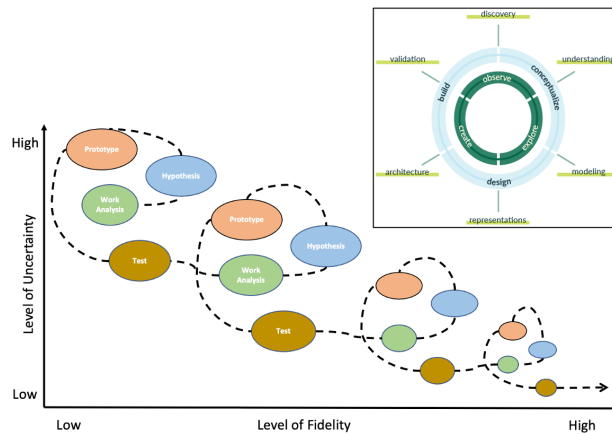 discovery
validation
understanding
build
conceptualize
observe
create
explore
architecture
design
modeling
representations
High
Prototype
Hypothesis
Work
Analysis
Test
Prototype
Hypothesis
Work
Analysis
Test
Level of Uncertainty
Low
Low
Level of Fidelity
High